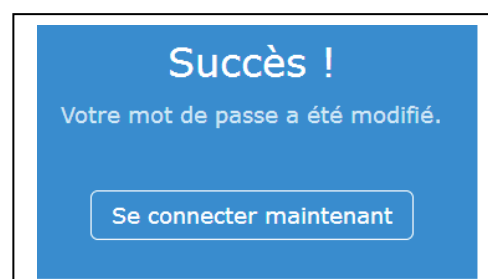 Succès !
Votre mot de passe a été modifié.
Se connecter maintenant